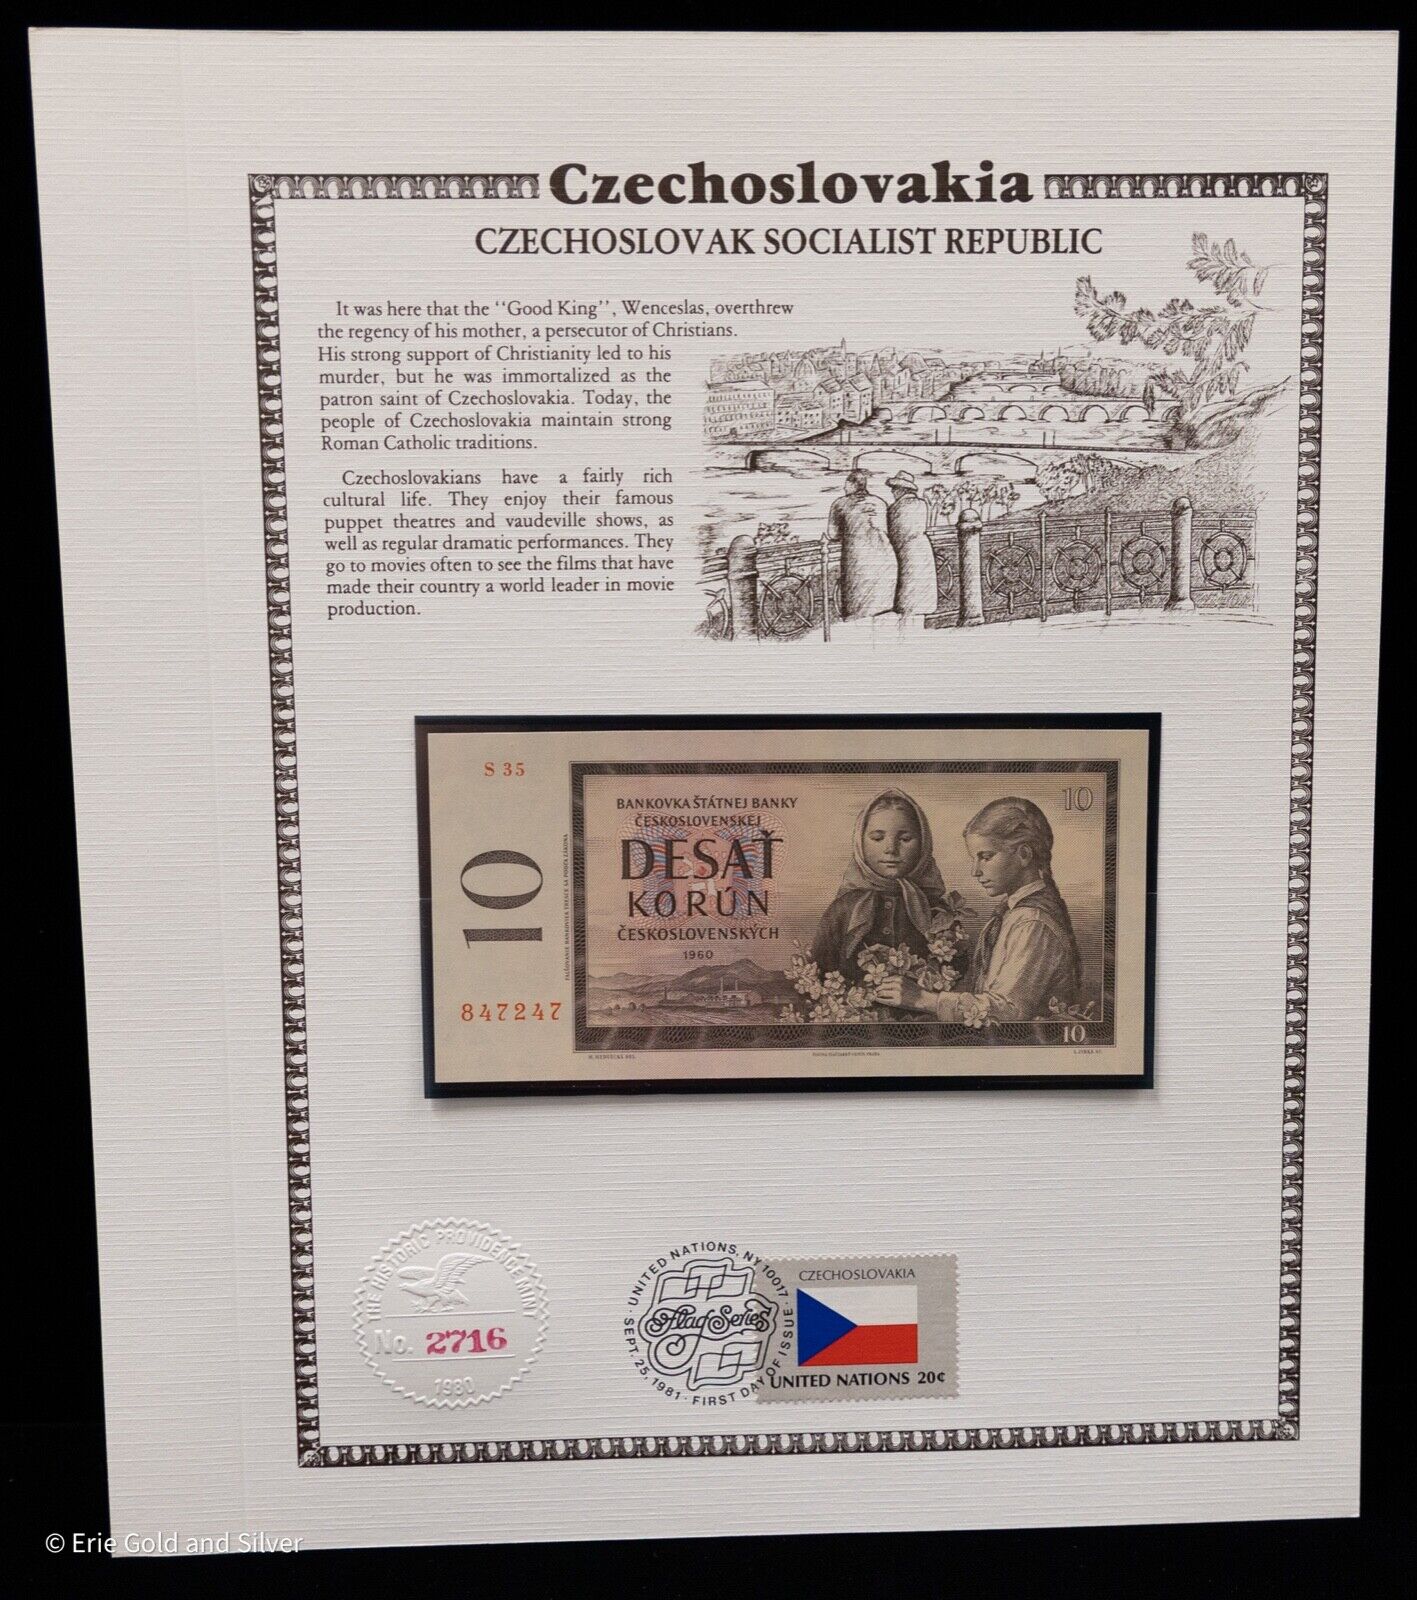 Czechoslovakia
CZECHOSLOVAK SOCIALIST REPUBLIC
It was here that the ‘‘Good King’’, Wenceslas, overthrew
the regency of his mother, a persecutor of Christians.
His strong support of Christianity led to his
murder, but he was immortalized as the
patron saint of Czechoslovakia. Today, the
people of Czechoslovakia maintain strong
Roman Catholic traditions.
Czechoslovakians have a fairly rich
cultural life. They enjoy their famous
puppet theatres and vaudeville shows, as
well as regular dramatic performances. They
go to movies often to see the films that have
made their country a world leader in movie
production.
S 35
10
847247
FALŠOVANIE BANKOVIEK TRESCE SA PODĽA ZÁKONA
BANKOVKA ŠTÁTNEJ BANKY
ČESKOSLOVENSKEJ
DESAŤ
KORÚN
ČESKOSLOVENSKÝCH
1960
10
10
THE HISTORIC PROVIDENCE MINT
No. 2716
1980
UNITED NATIONS, NY 10017
Flag Series
SEPT. 25, 1981 · FIRST DAY OF ISSUE
CZECHOSLOVAKIA
UNITED NATIONS 20¢
© Erie Gold and Silver